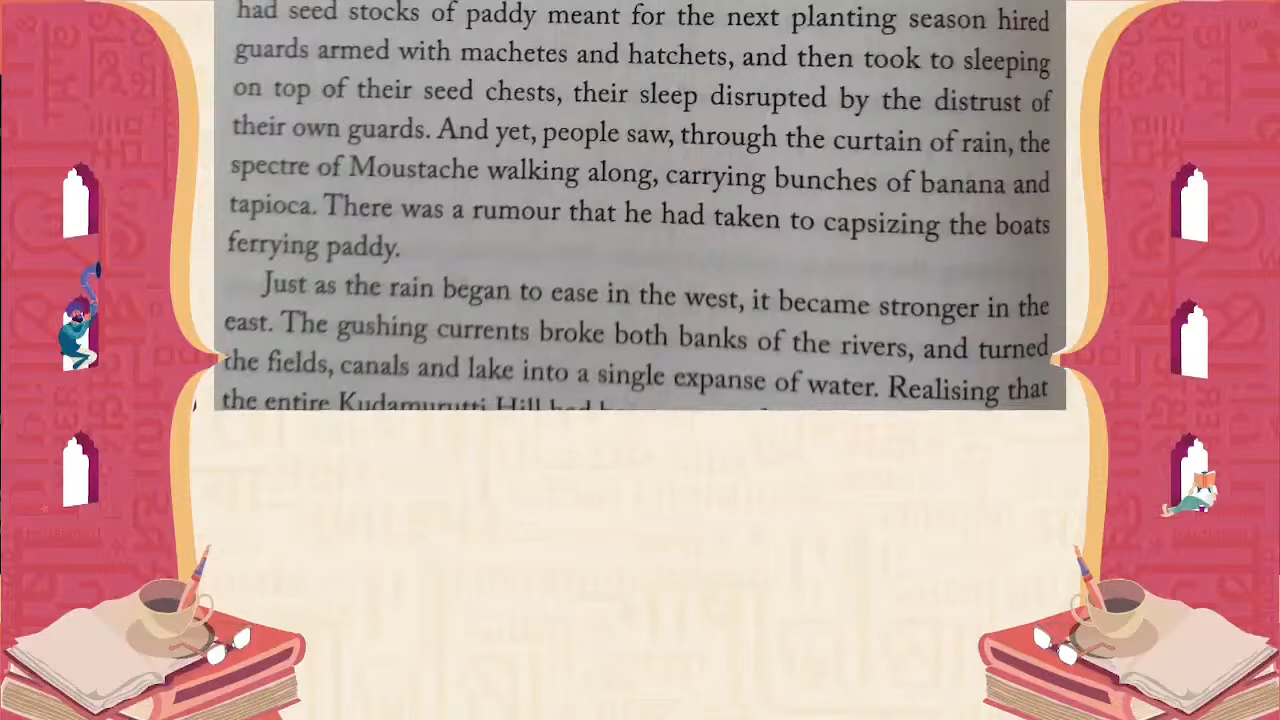 had seed stocks of paddy meant for the next planting season hired
guards armed with machetes and hatchets, and then took to sleeping
on top of their seed chests, their sleep disrupted by the distrust of
their own guards. And yet, people saw, through the curtain of rain, the
spectre of Moustache walking along, carrying bunches of banana and
tapioca. There was a rumour that he had taken to capsizing the boats
ferrying paddy.
Just as the rain began to ease in the west, it became stronger in the
east. The gushing currents broke both banks of the rivers, and turned
the fields, canals and lake into a single expanse of water. Realising that
the entire Kudamurutti Hill had